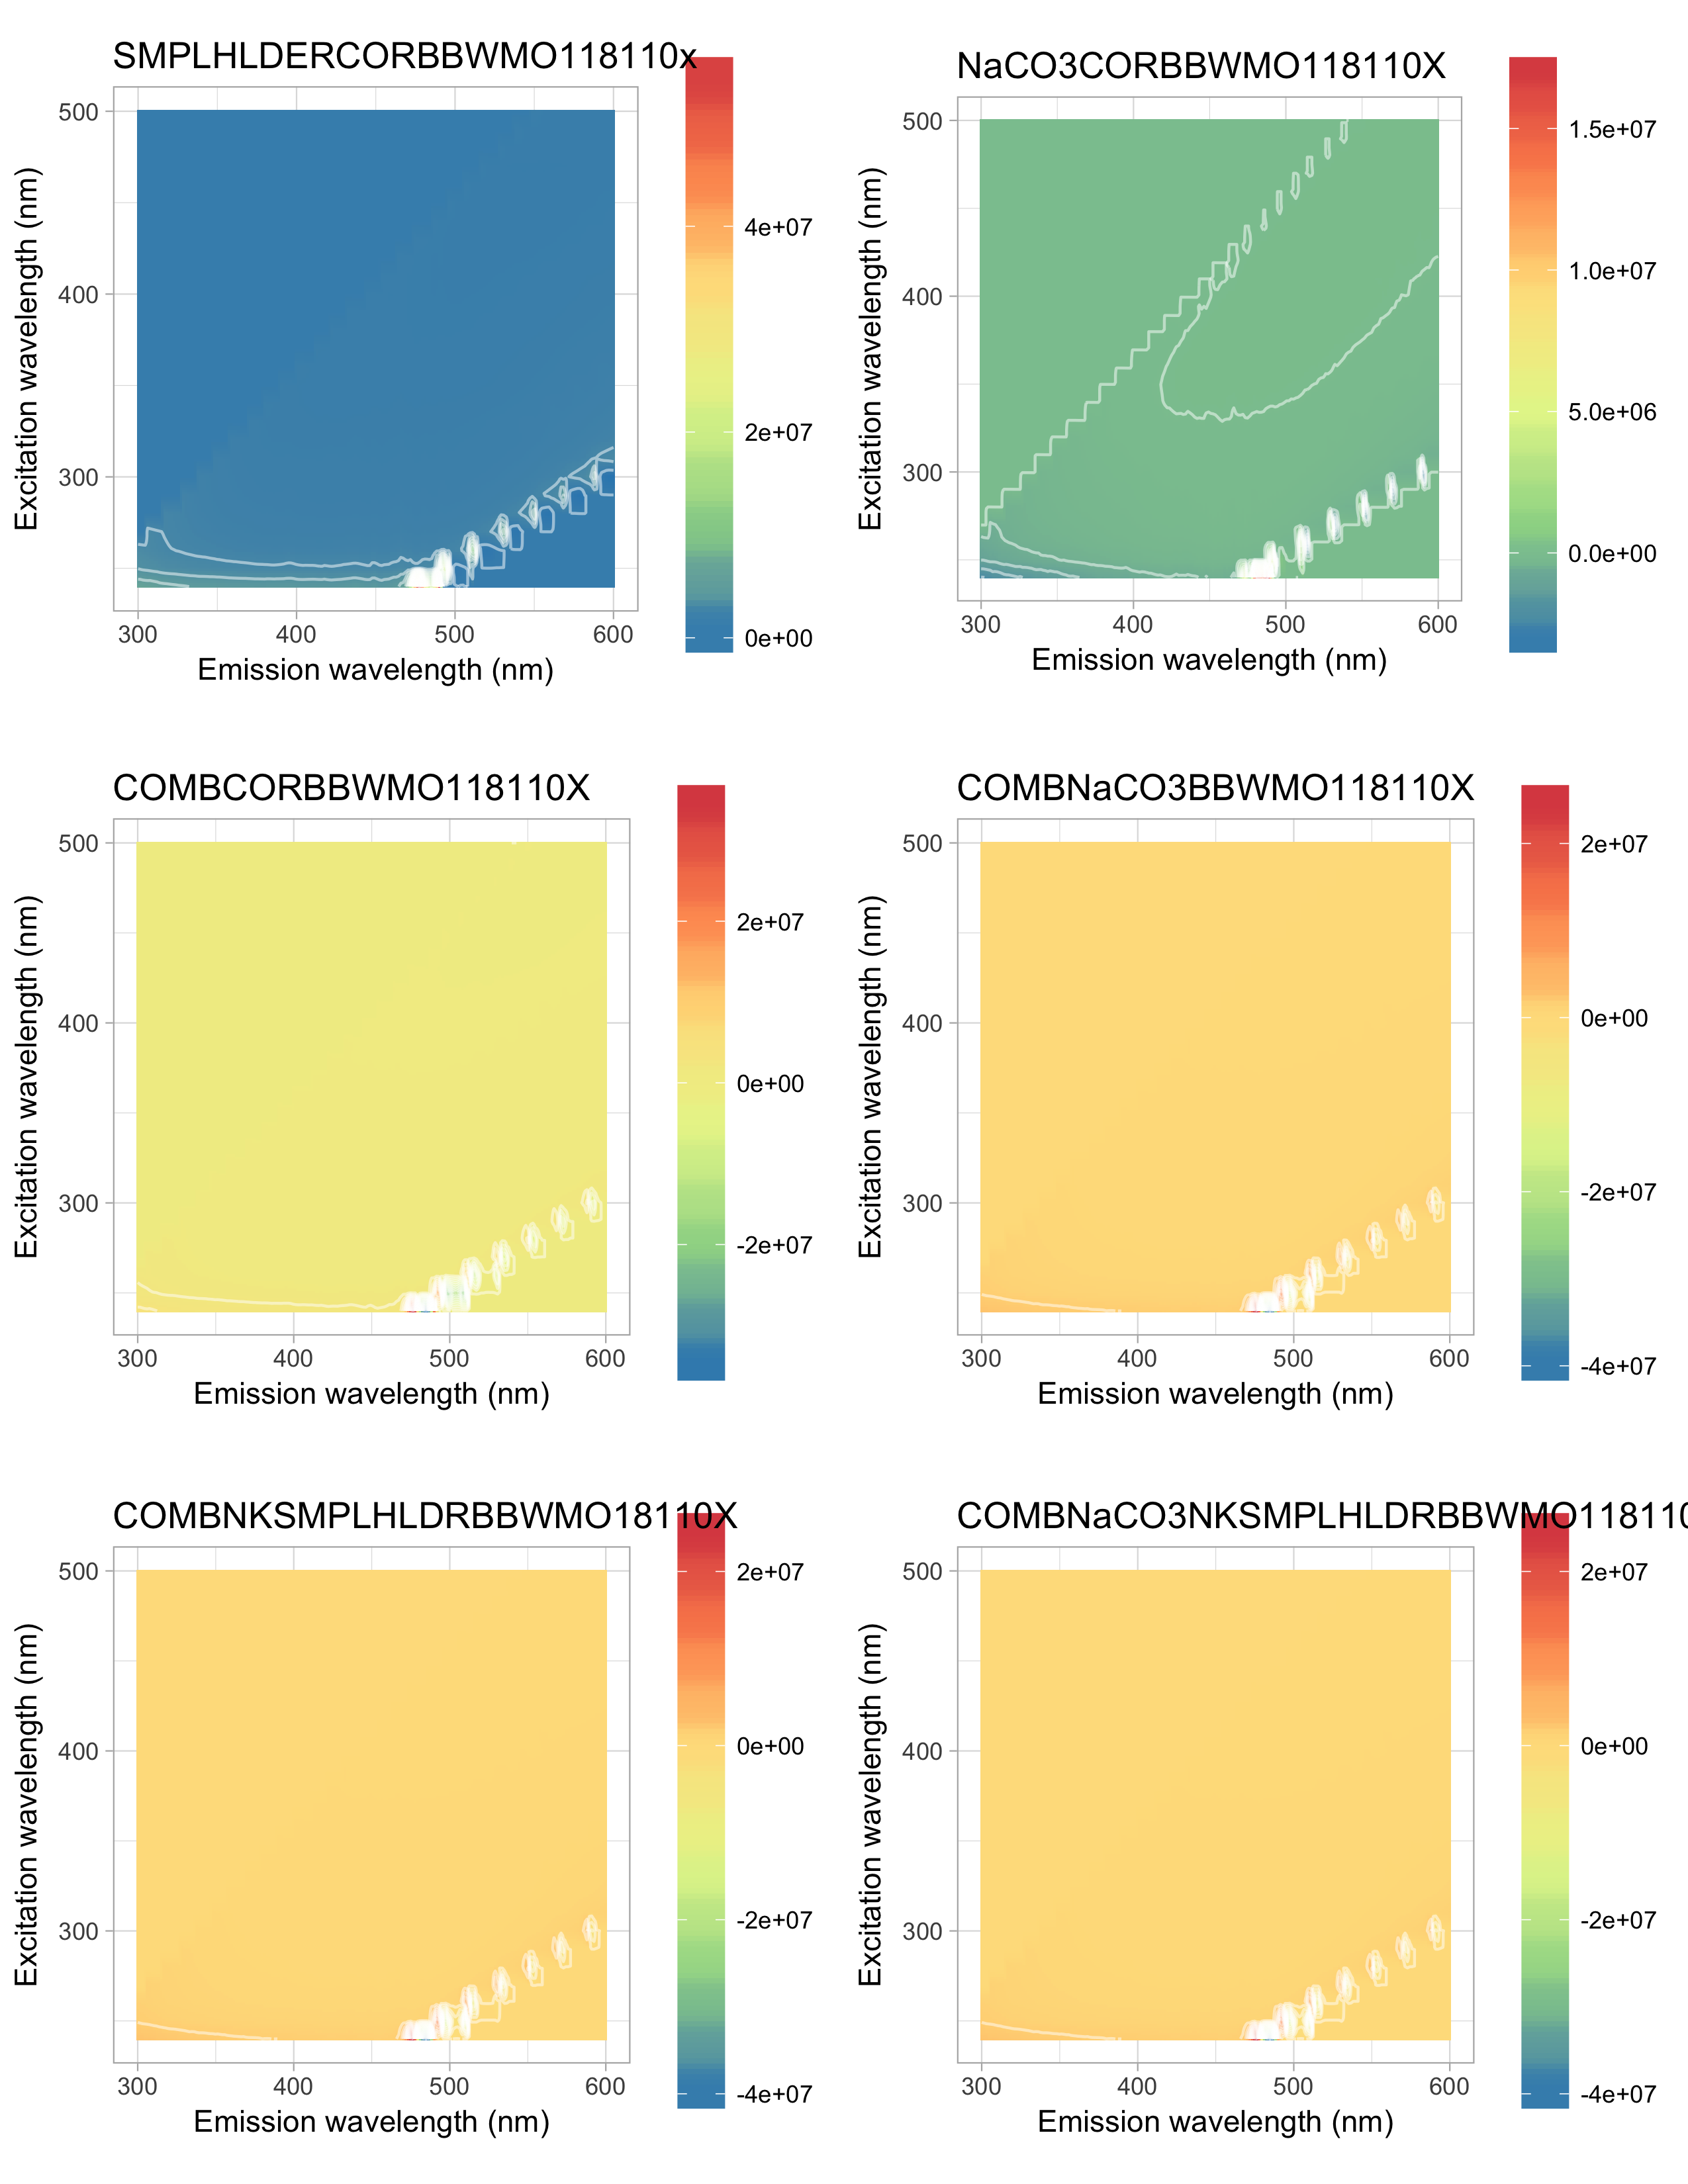 SMPLHLDERCORBBWMO118110x
500
400
300
Excitation wavelength (nm)
300 400 500 600
Emission wavelength (nm)
4e+07
2e+07
0e+00
NaCO3CORBBWMO118110X
500
400
300
Excitation wavelength (nm)
300 400 500 600
Emission wavelength (nm)
1.5e+07
1.0e+07
5.0e+06
0.0e+00
COMBCORBBWMO118110X
500
400
300
Excitation wavelength (nm)
300 400 500 600
Emission wavelength (nm)
2e+07
0e+00
-2e+07
COMBNaCO3BBWMO118110X
500
400
300
Excitation wavelength (nm)
300 400 500 600
Emission wavelength (nm)
2e+07
0e+00
-2e+07
-4e+07
COMBNKSMPLHLDRBBWMO18110X
500
400
300
Excitation wavelength (nm)
300 400 500 600
Emission wavelength (nm)
2e+07
0e+00
-2e+07
-4e+07
COMBNaCO3NKSMPLHLDRBBWMO118110
500
400
300
Excitation wavelength (nm)
300 400 500 600
Emission wavelength (nm)
2e+07
0e+00
-2e+07
-4e+07